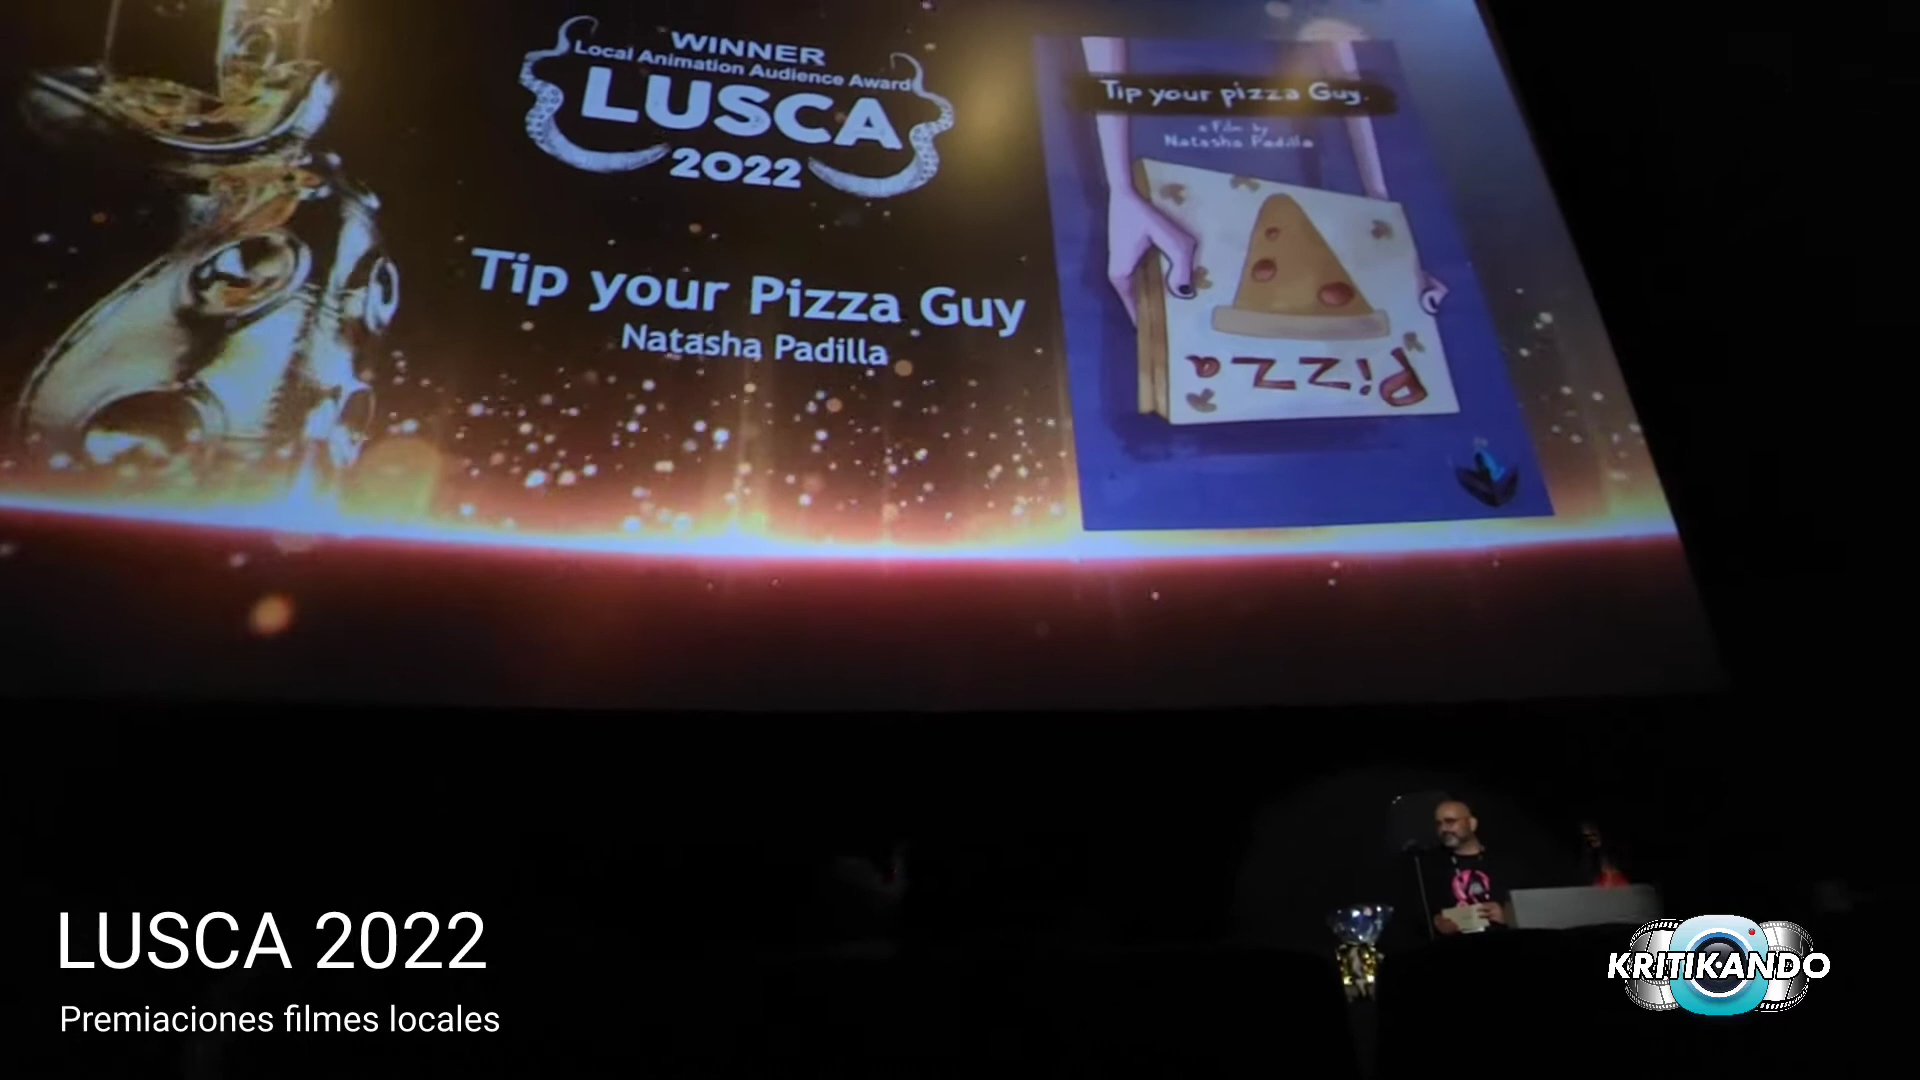 WINNER
Local Animation Audience Award
LUSCA
2022
Tip your Pizza Guy
Natasha Padilla
Tip your pizza Guy.
a Film by
Natasha Padilla
Pizza
LUSCA 2022
Premiaciones filmes locales
KRITIKANDO